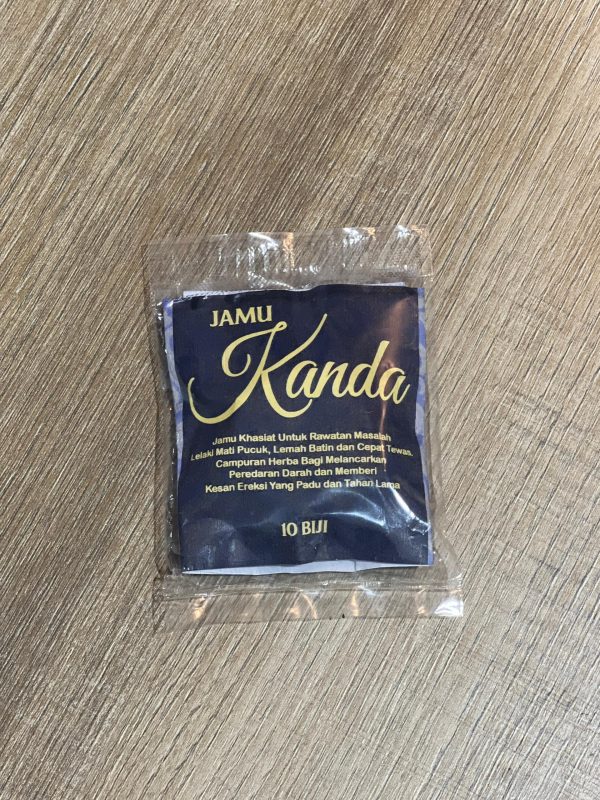 JAMU
Kanda
Jamu Khasiat Untuk Rawatan Masalah
Lelaki Mati Pucuk, Lemah Batin dan Cepat Tewas.
Campuran Herba Bagi Melancarkan
Peredaran Darah dan Memberi
Kesan Ereksi Yang Padu dan Tahan Lama
10 BIJI